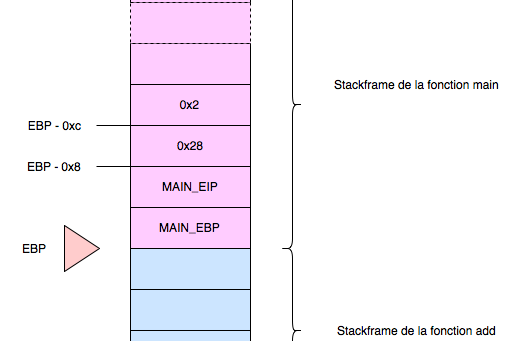 Stackframe de la fonction main
0x2
EBP - 0xc
0x28
EBP - 0x8
MAIN_EIP
MAIN_EBP
EBP
Stackframe de la fonction add